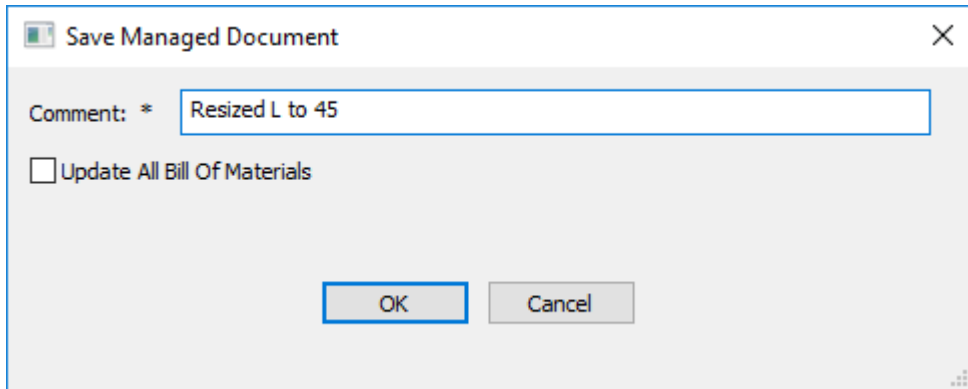 Save Managed Document
Comment: * Resized L to 45
Update All Bill Of Materials
OK Cancel